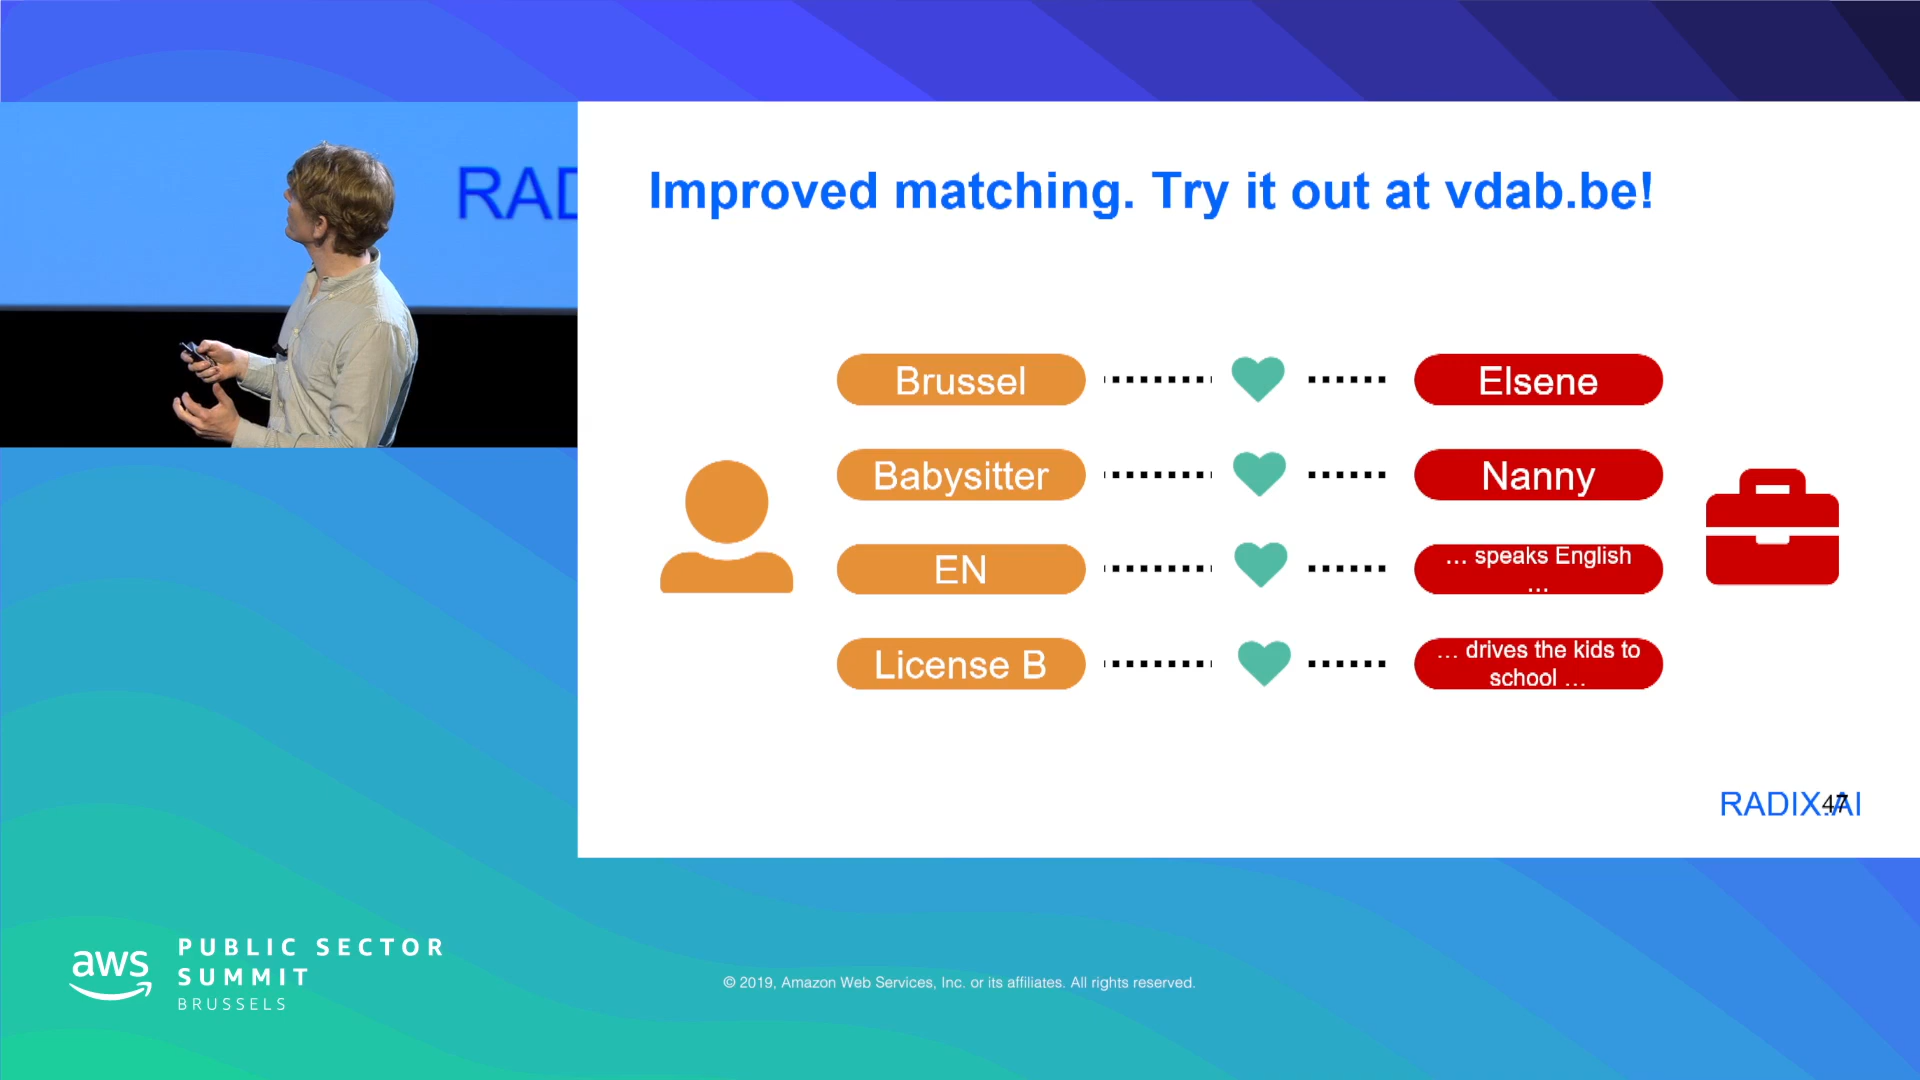 RAD
Improved matching. Try it out at vdab.be!
Brussel
Elsene
Babysitter
Nanny
EN
... speaks English
...
License B
... drives the kids to
school ...
RADIX.AI
47
aws
PUBLIC SECTOR
SUMMIT
BRUSSELS
© 2019, Amazon Web Services, Inc. or its affiliates. All rights reserved.